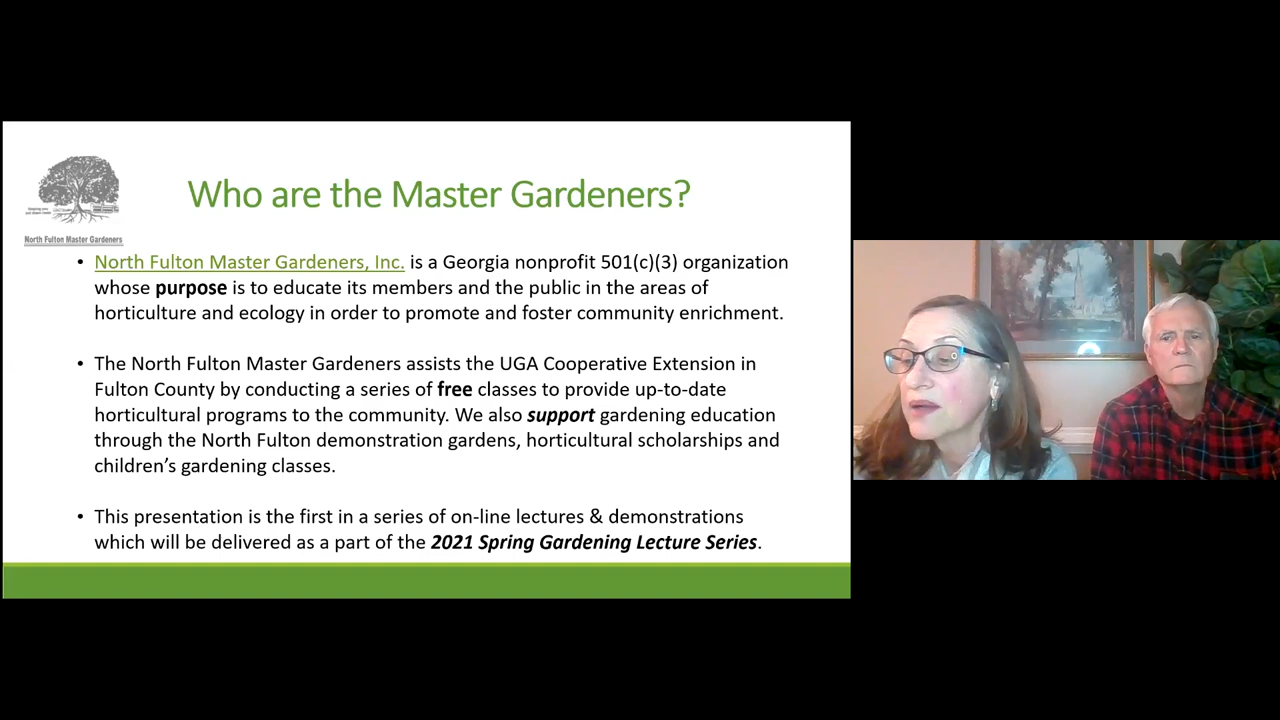 Who are the Master Gardeners?
North Fulton Master Gardeners
• North Fulton Master Gardeners, Inc. is a Georgia nonprofit 501(c)(3) organization
whose purpose is to educate its members and the public in the areas of
horticulture and ecology in order to promote and foster community enrichment.
• The North Fulton Master Gardeners assists the UGA Cooperative Extension in
Fulton County by conducting a series of free classes to provide up-to-date
horticultural programs to the community. We also support gardening education
through the North Fulton demonstration gardens, horticultural scholarships and
children’s gardening classes.
• This presentation is the first in a series of on-line lectures & demonstrations
which will be delivered as a part of the 2021 Spring Gardening Lecture Series.